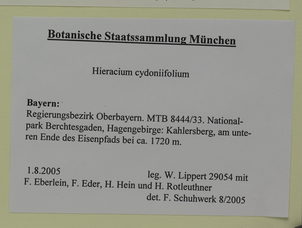 Botanische Staatssammlung München
Hieracium cydoniifolium
Bayern:
Regierungsbezirk Oberbayern. MTB 8444/33. National-
park Berchtesgaden, Hagengebirge: Kahlersberg, am unte-
ren Ende des Eisenpfads bei ca. 1720 m.
1.8.2005 leg. W. Lippert 29054 mit
F. Eberlein, F. Eder, H. Hein und H. Rotleuthner
det. F. Schuhwerk 8/2005